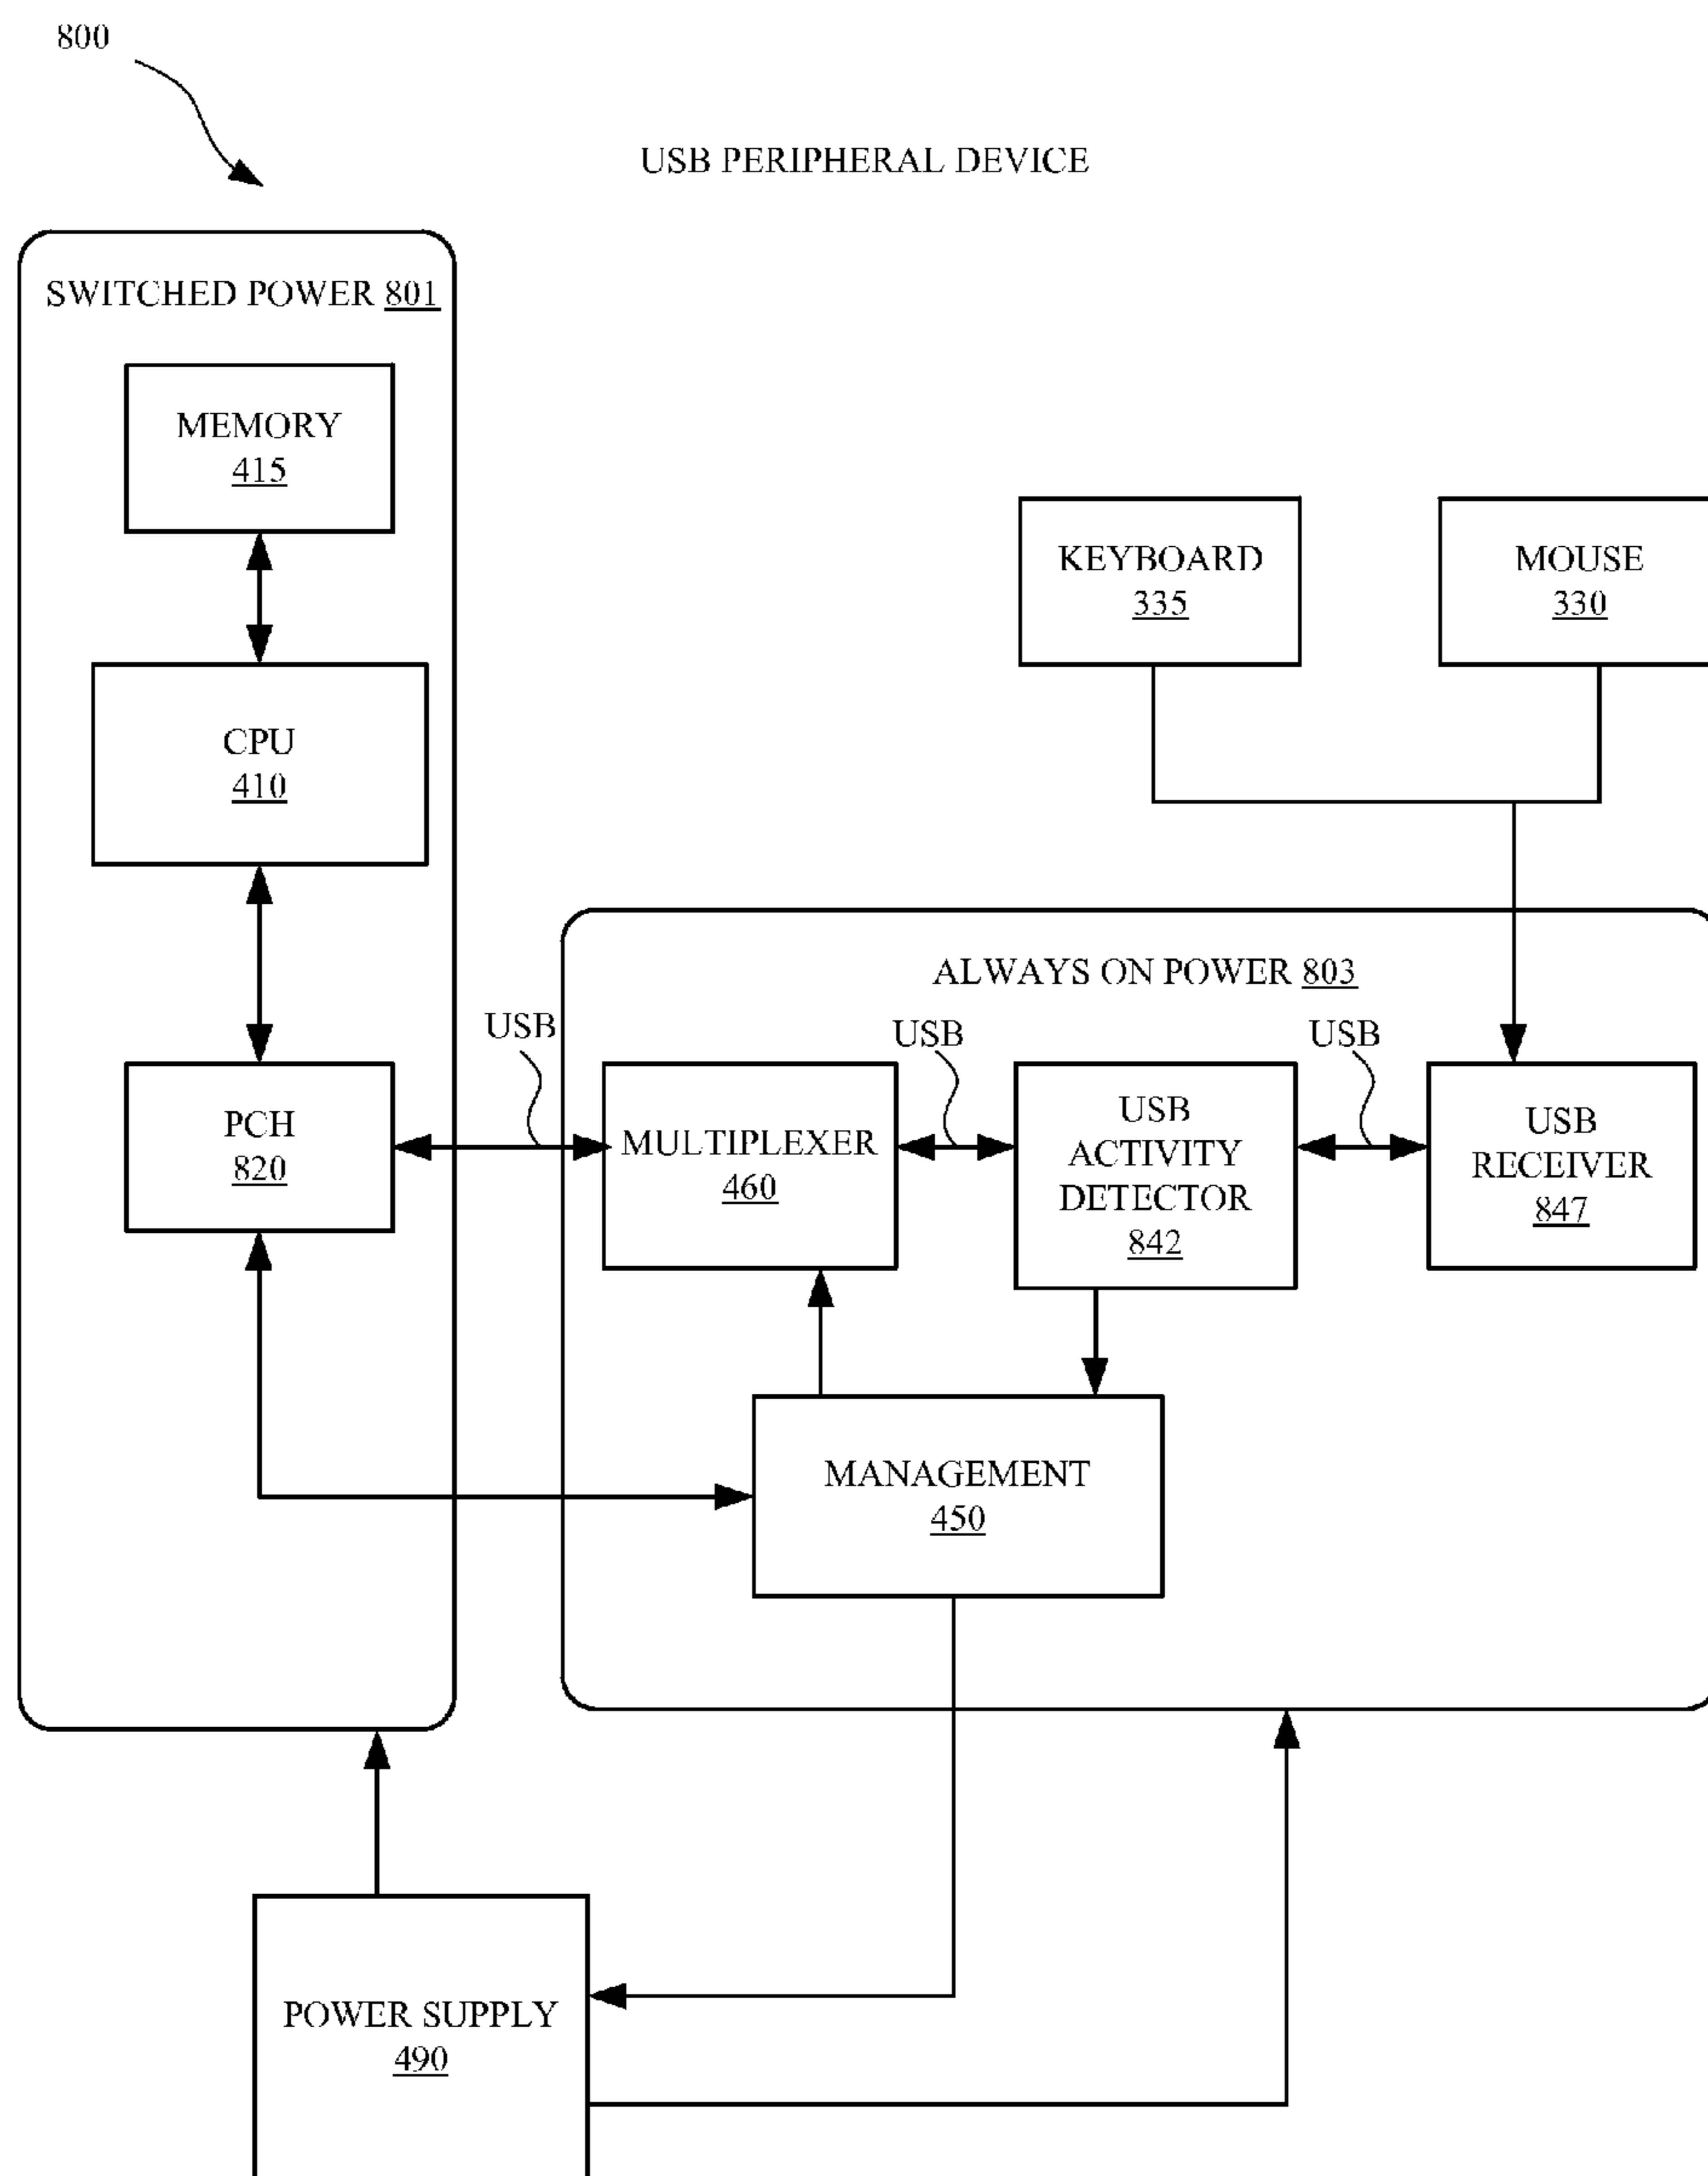 800
USB PERIPHERAL DEVICE
SWITCHED POWER 801
MEMORY
415
KEYBOARD
335
MOUSE
330
CPU
410
ALWAYS ON POWER 803
USB
USB
USB
PCH
820
MULTIPLEXER
460
USB
ACTIVITY
DETECTOR
842
USB
RECEIVER
847
MANAGEMENT
450
POWER SUPPLY
490